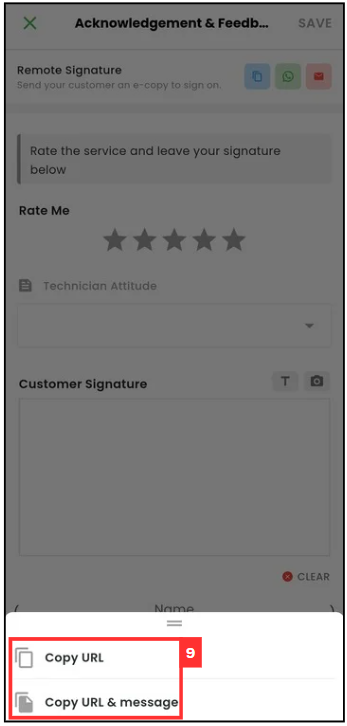 Acknowledgement & Feedb... SAVE
Remote Signature
Send your customer an e-copy to sign on.
Rate the service and leave your signature
below
Rate Me
Technician Attitude
Customer Signature T
CLEAR
( Name )
9
Copy URL
Copy URL & message